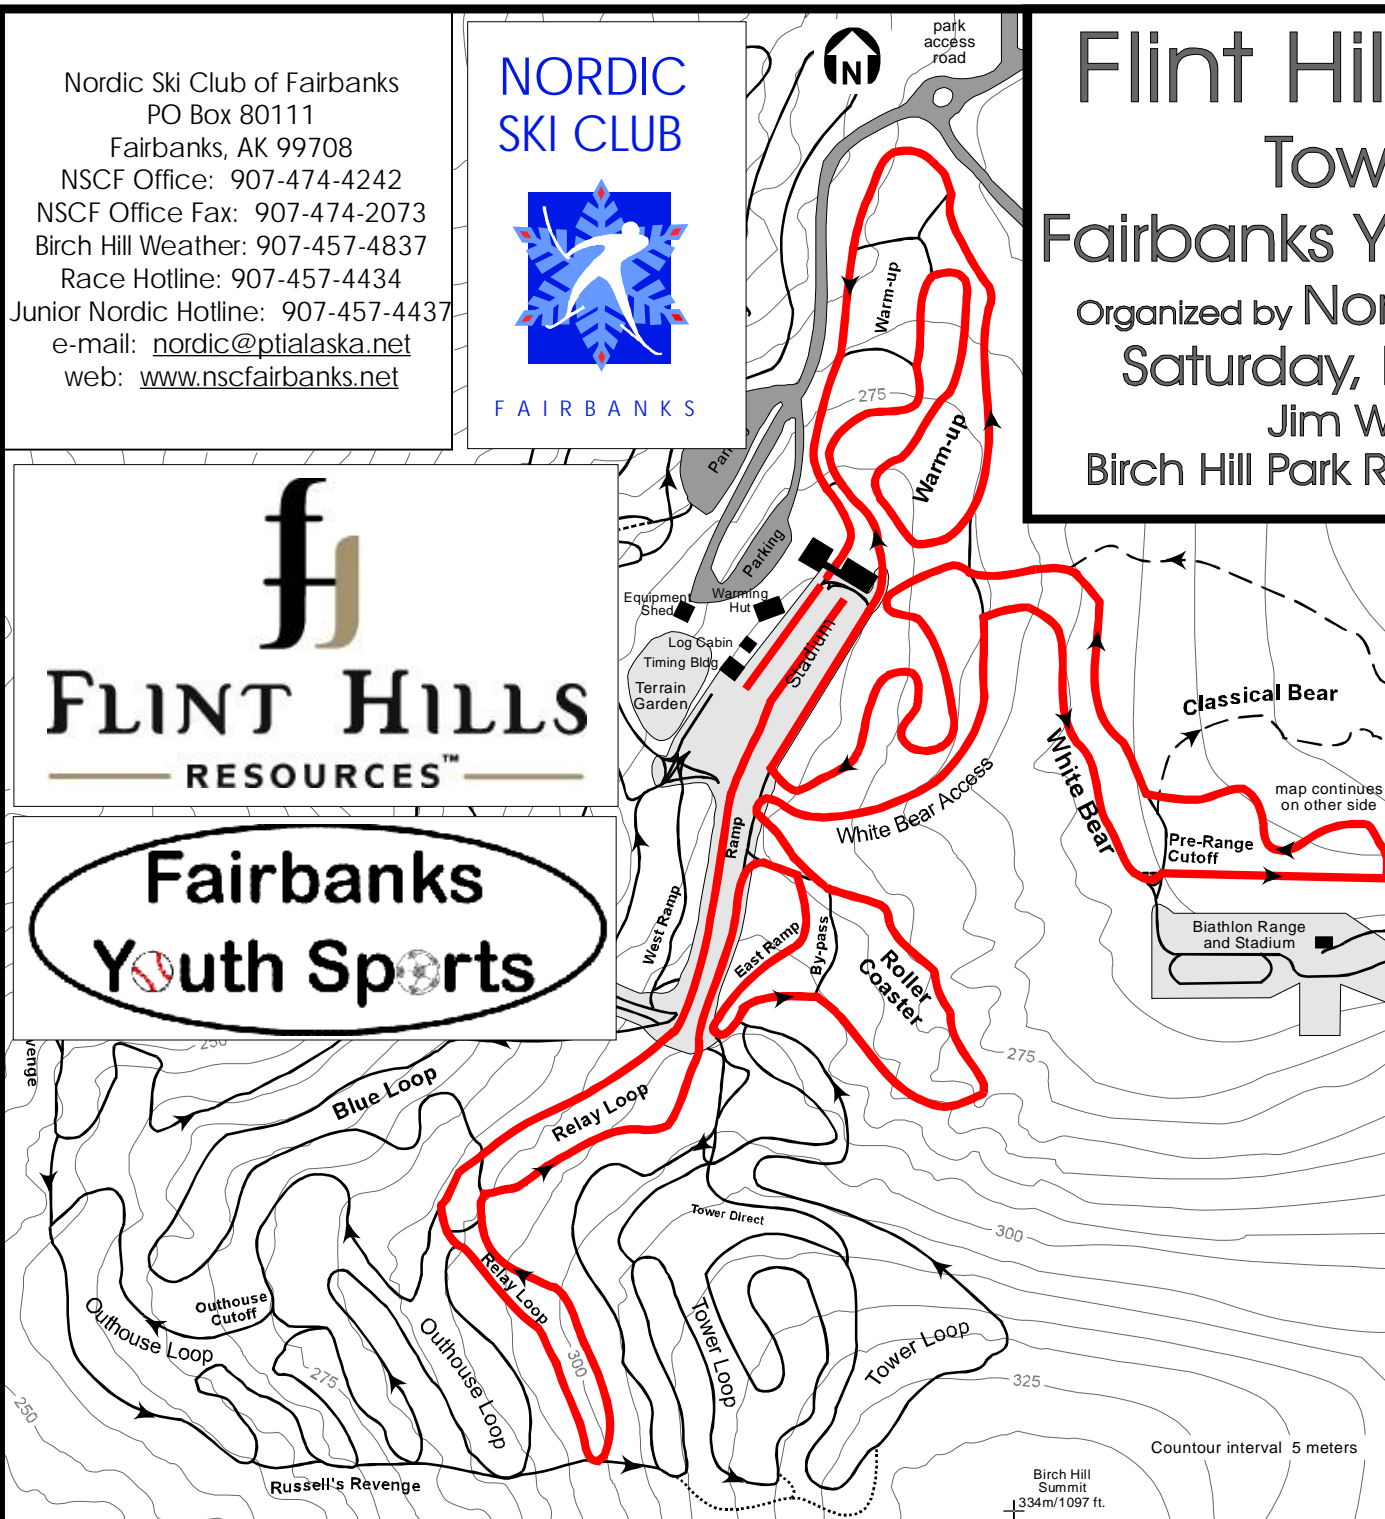 Nordic Ski Club of Fairbanks
PO Box 80111
Fairbanks, AK 99708
NSCF Office: 907-474-4242
NSCF Office Fax: 907-474-2073
Birch Hill Weather: 907-457-4837
Race Hotline: 907-457-4434
Junior Nordic Hotline: 907-457-4437
e-mail: nordic@ptialaska.net
web: www.nscfairbanks.net
NORDIC
SKI CLUB
FAIRBANKS
park
access
road
N
Flint Hil
Tow
Fairbanks Y
Organized by Nor
Saturday,
Jim W
Birch Hill Park R
FLINT HILLS
RESOURCES™
Fairbanks
Youth Sports
Warm-up
275
Warm-up
Parking
Equipment
Shed
Warming
Hut
Log Cabin
Timing Bldg
Terrain
Garden
Stadium
Classical Bear
White Bear
map continues
on other side
White Bear Access
Pre-Range
Cutoff
Ramp
West Ramp
East Ramp
By-pass
Roller
Coaster
Biathlon Range
and Stadium
250
venge
275
Blue Loop
Relay Loop
Tower Direct
300
Relay Loop
Outhouse
Cutoff
Outhouse Loop
Outhouse Loop
Tower Loop
Tower Loop
300
275
325
250
Russell's Revenge
Countour interval 5 meters
Birch Hill
Summit
334m/1097 ft.